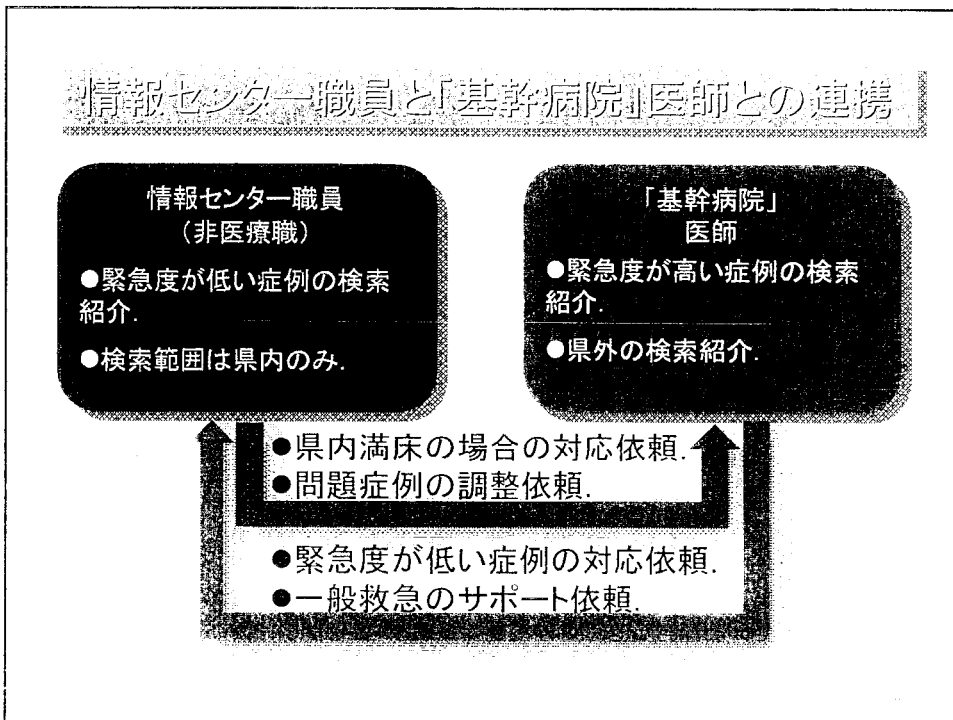 情報センター職員と「基幹病院」医師との連携
情報センター職員
(非医療職)
●緊急度が低い症例の検索
紹介.
●検索範囲は県内のみ.
「基幹病院」
医師
●緊急度が高い症例の検索
紹介.
●県外の検索紹介.
●県内満床の場合の対応依頼.
●問題症例の調整依頼.
●緊急度が低い症例の対応依頼.
●一般救急のサポート依頼.